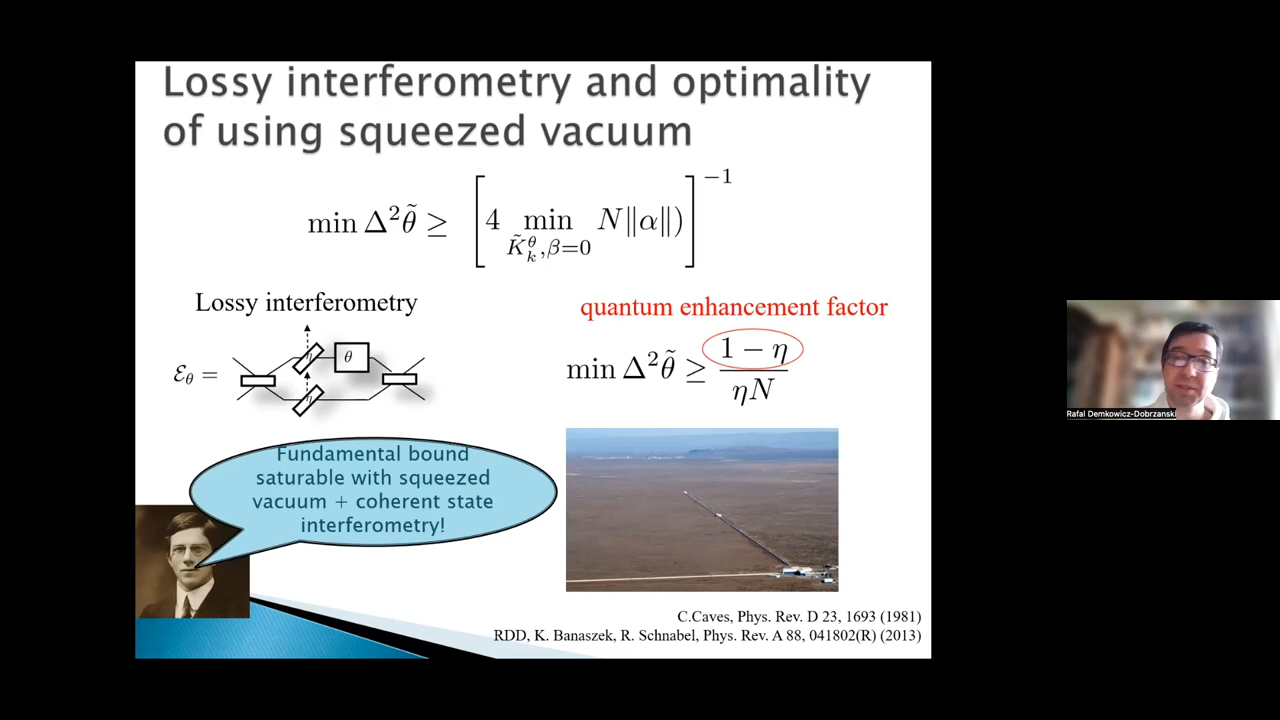 Lossy interferometry and optimality
of using squeezed vacuum
min Δ²θ̃ ≥ [4 min N‖α‖)]⁻¹
K̃ₖ^θ,β=0
Lossy interferometry
quantum enhancement factor
ℰ_θ =
η
θ
η
min Δ²θ̃ ≥ (1 − η)/(ηN)
Fundamental bound
saturable with squeezed
vacuum + coherent state
interferometry!
C.Caves, Phys. Rev. D 23, 1693 (1981)
RDD, K. Banaszek, R. Schnabel, Phys. Rev. A 88, 041802(R) (2013)
Rafal Demkowicz-Dobrzanski